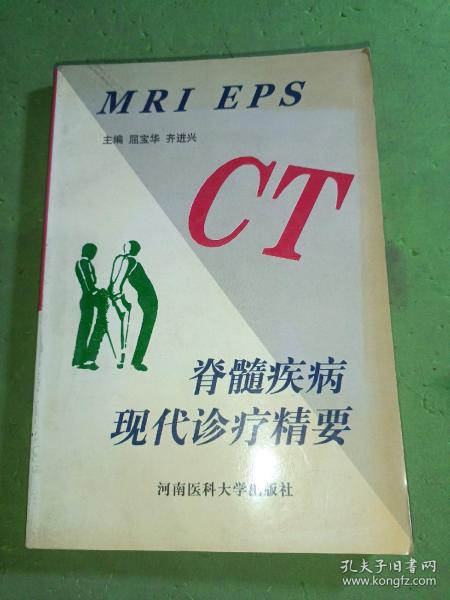 MRI EPS
主编 屈宝华 齐进兴
CT
脊髓疾病
现代诊疗精要
河南医科大学出版社
孔夫子旧书网
www.kongfz.com